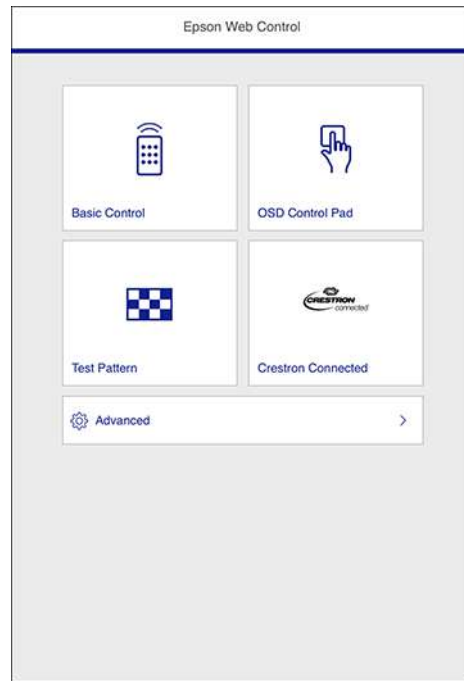 Epson Web Control
Basic Control
OSD Control Pad
CRESTRON
connected
Test Pattern
Crestron Connected
Advanced